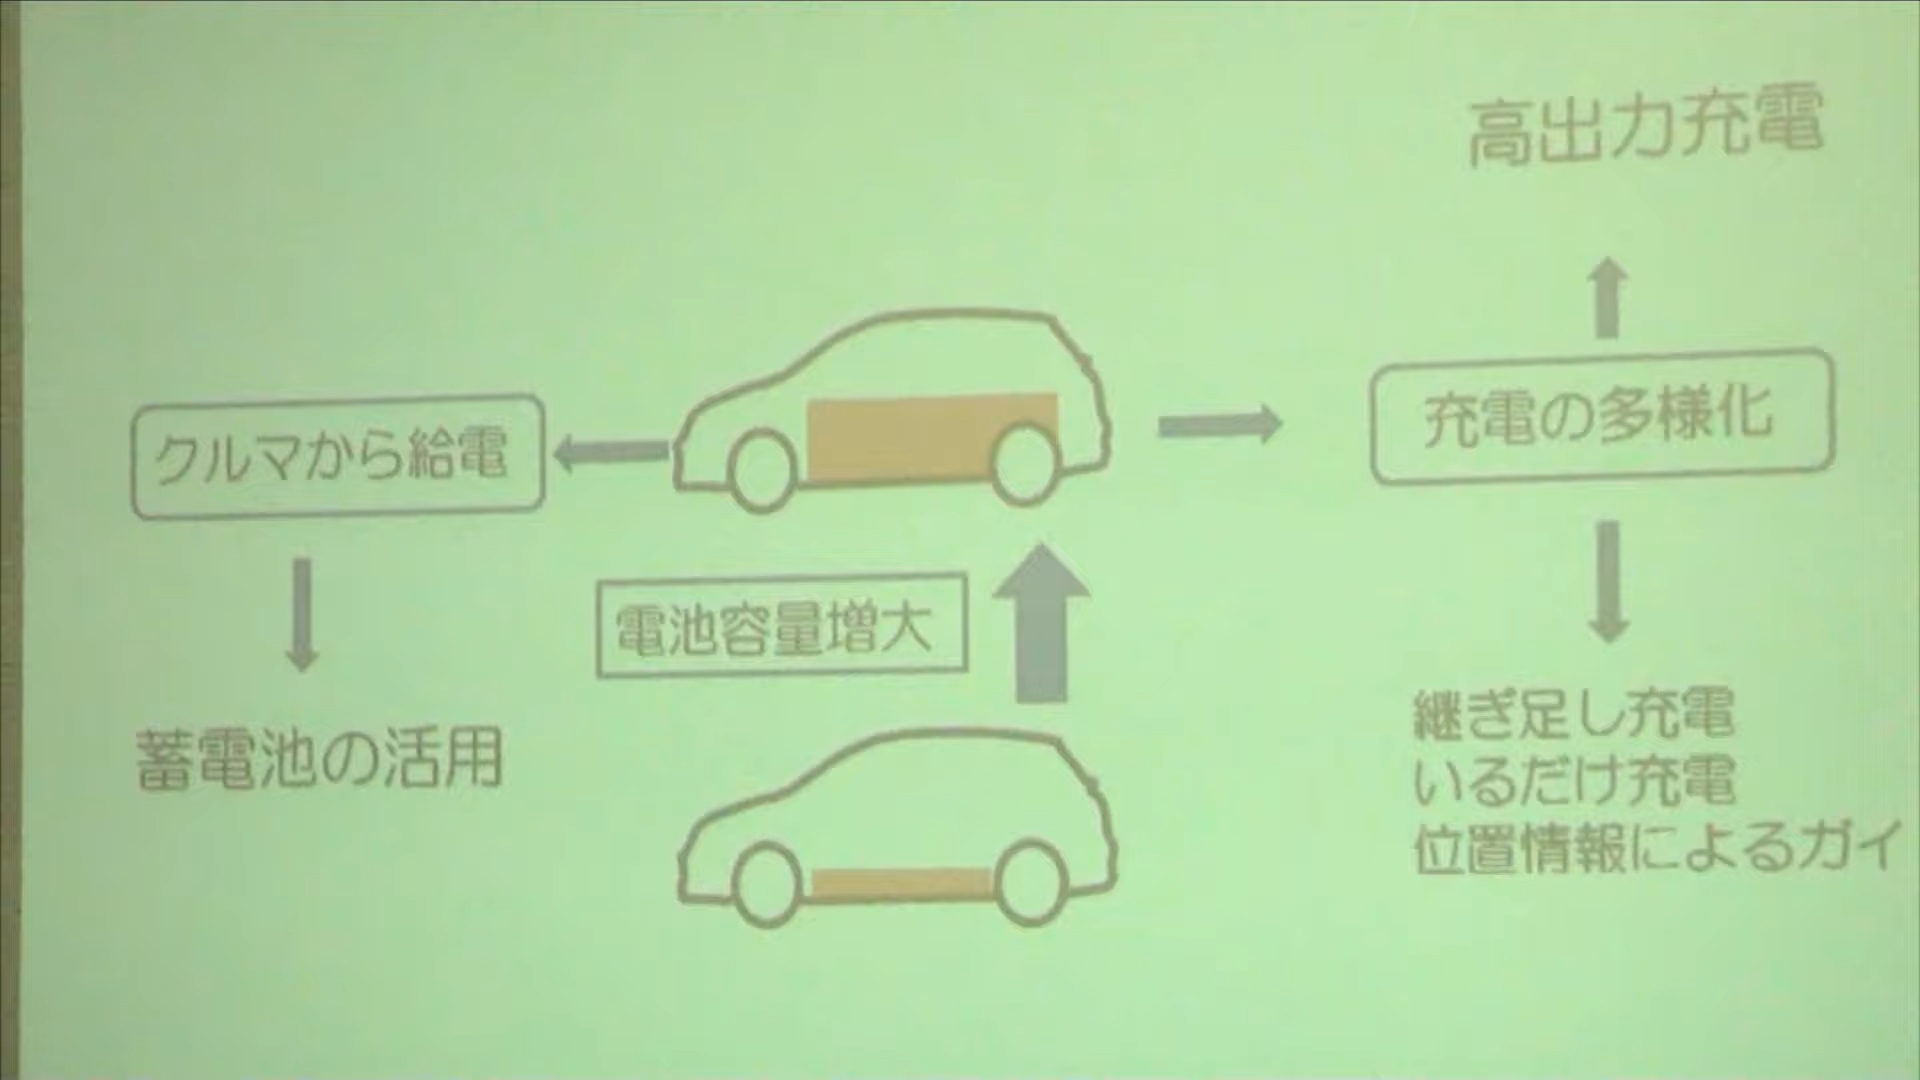 高出力充電
クルマから給電
充電の多様化
電池容量増大
蓄電池の活用
継ぎ足し充電
いるだけ充電
位置情報によるガイ